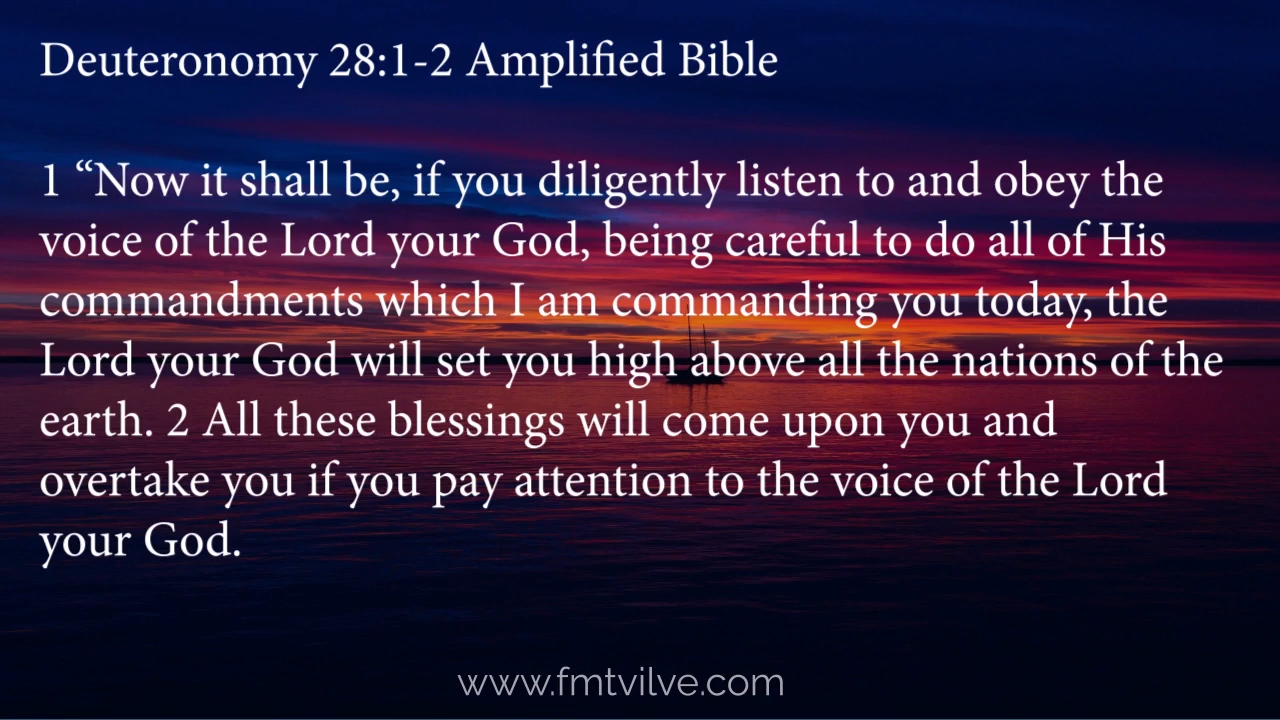 Deuteronomy 28:1-2 Amplified Bible
1 “Now it shall be, if you diligently listen to and obey the
voice of the Lord your God, being careful to do all of His
commandments which I am commanding you today, the
Lord your God will set you high above all the nations of the
earth. 2 All these blessings will come upon you and
overtake you if you pay attention to the voice of the Lord
your God.
www.fmtvilve.com